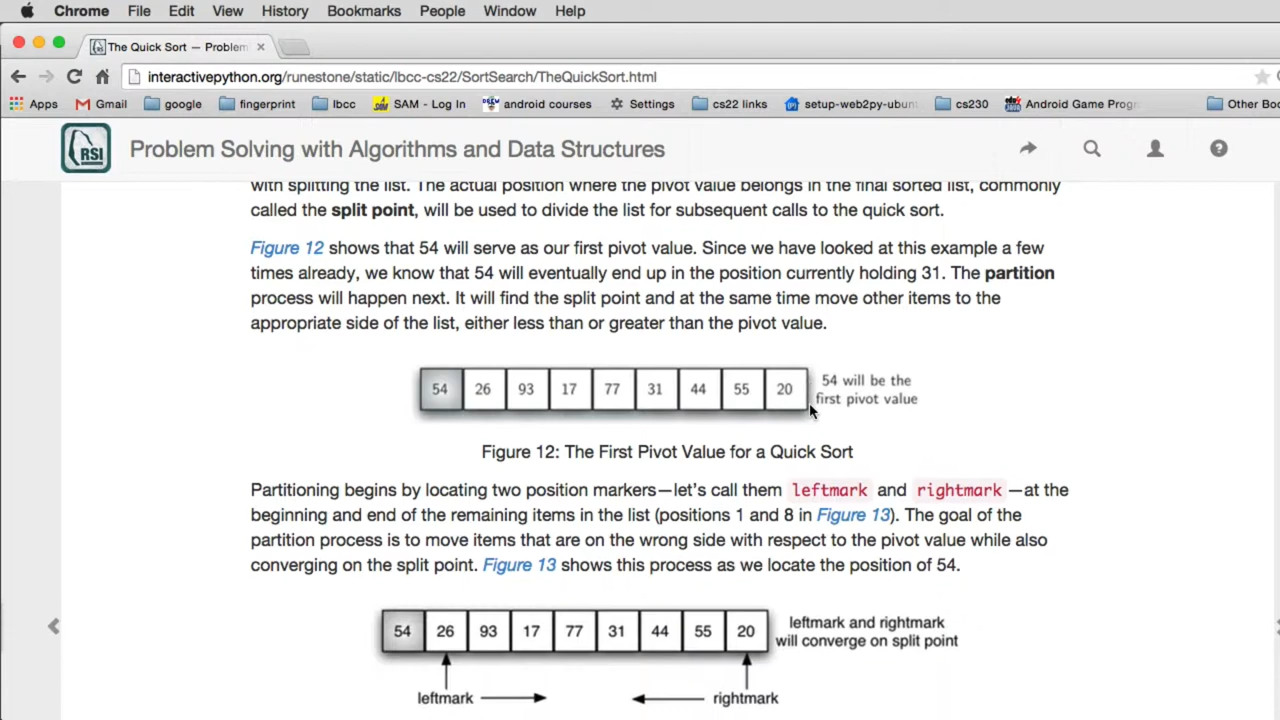 Chrome File Edit View History Bookmarks People Window Help
The Quick Sort — Problem
interactivepython.org/runestone/static/lbcc-cs22/SortSearch/TheQuickSort.html
Apps Gmail google fingerprint lbcc SAM - Log In android courses Settings cs22 links setup-web2py-ubun cs230 Android Game Progr Other Boo
RSI Problem Solving with Algorithms and Data Structures
with splitting the list. The actual position where the pivot value belongs in the final sorted list, commonly
called the split point, will be used to divide the list for subsequent calls to the quick sort.
Figure 12 shows that 54 will serve as our first pivot value. Since we have looked at this example a few
times already, we know that 54 will eventually end up in the position currently holding 31. The partition
process will happen next. It will find the split point and at the same time move other items to the
appropriate side of the list, either less than or greater than the pivot value.
54 26 93 17 77 31 44 55 20
54 will be the
first pivot value
Figure 12: The First Pivot Value for a Quick Sort
Partitioning begins by locating two position markers—let's call them leftmark and rightmark —at the
beginning and end of the remaining items in the list (positions 1 and 8 in Figure 13). The goal of the
partition process is to move items that are on the wrong side with respect to the pivot value while also
converging on the split point. Figure 13 shows this process as we locate the position of 54.
54 26 93 17 77 31 44 55 20
leftmark and rightmark
will converge on split point
leftmark rightmark